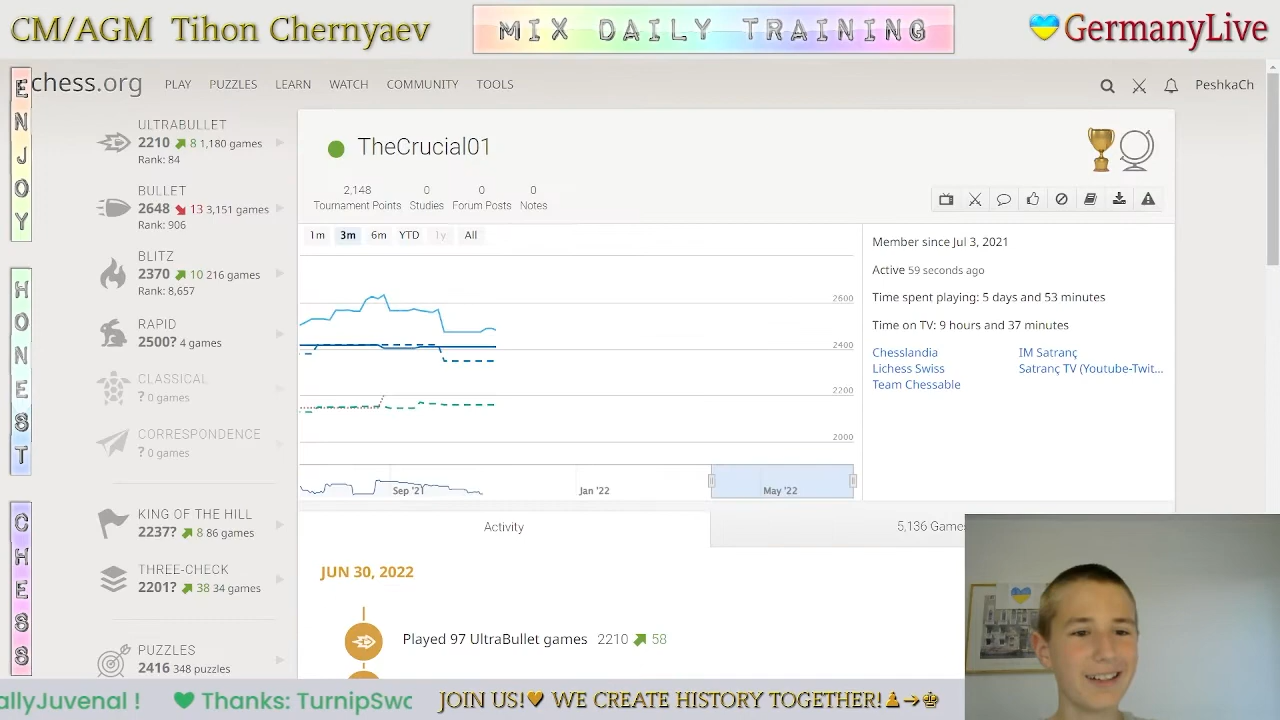 CM/AGM Tihon Chernyaev
MIX DAILY TRAINING
GermanyLive
ENJOY
HONEST
CHESS
chess.org
PLAY PUZZLES LEARN WATCH COMMUNITY TOOLS
PeshkaCh
ULTRABULLET
2210 8 1,180 games
Rank: 84
BULLET
2648 13 3,151 games
Rank: 906
BLITZ
2370 10 216 games
Rank: 8,657
RAPID
2500? 4 games
CLASSICAL
? 0 games
CORRESPONDENCE
? 0 games
KING OF THE HILL
2237? 8 86 games
THREE-CHECK
2201? 38 34 games
PUZZLES
2416 348 puzzles
TheCrucial01
2,148 0 0 0
Tournament Points Studies Forum Posts Notes
1m 3m 6m YTD 1y All
2600
2400
2200
2000
Sep '21 Jan '22 May '22
Member since Jul 3, 2021
Active 59 seconds ago
Time spent playing: 5 days and 53 minutes
Time on TV: 9 hours and 37 minutes
Chesslandia IM Satranç
Lichess Swiss Satranç TV (Youtube-Twit...
Team Chessable
Activity 5,136 Games
JUN 30, 2022
Played 97 UltraBullet games 2210 58
allyJuvenal ! Thanks: TurnipSwa
JOIN US! WE CREATE HISTORY TOGETHER!